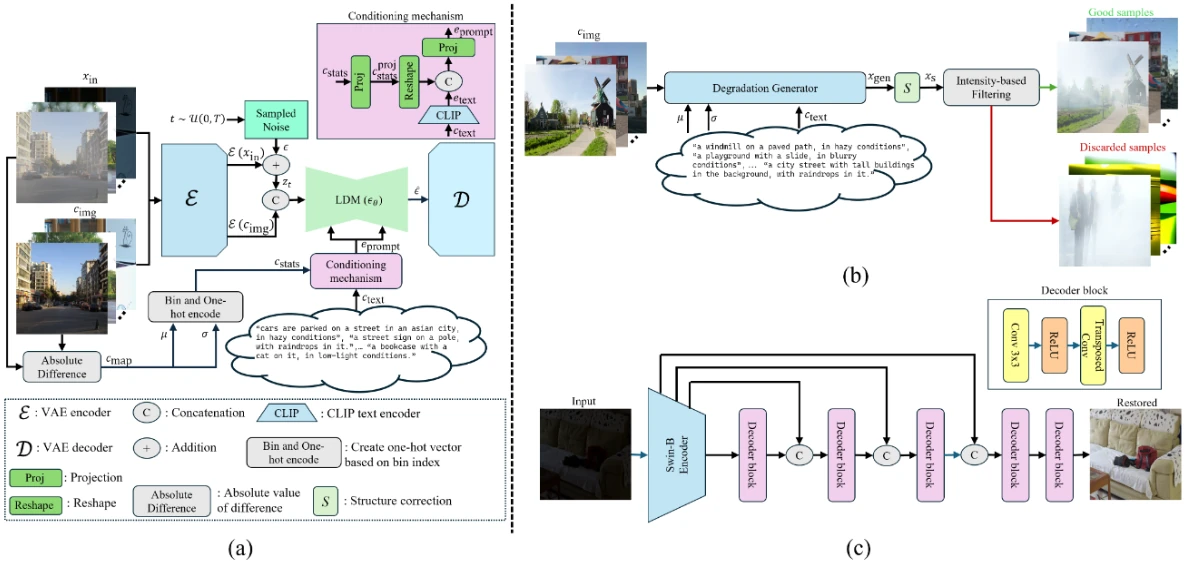 Conditioning mechanism
e_prompt
Proj
c_stats
Proj
c_stats^proj
Reshape
C
e_text
CLIP
c_text
x_in
t ~ 𝒰(0, T)
Sampled
Noise
ϵ
ℰ (x_in)
+
z_t
ℰ
C
LDM (ϵ_θ)
ϵ̂
𝒟
c_img
ℰ (c_img)
e_prompt
c_stats
Conditioning
mechanism
Bin and One-
hot encode
c_text
μ
σ
"cars are parked on a street in an asian city,
in hazy conditions", "a street sign on a pole,
with raindrops in it.",… "a bookcase with a
cat on it, in low-light conditions."
Absolute
Difference
c_map
ℰ : VAE encoder
C : Concatenation
CLIP : CLIP text encoder
𝒟 : VAE decoder
+ : Addition
Bin and One-
hot encode
: Create one-hot vector
based on bin index
Proj : Projection
Reshape : Reshape
Absolute
Difference
: Absolute value
of difference
S : Structure correction
(a)
Good samples
c_img
Degradation Generator
x_gen
S
x_s
Intensity-based
Filtering
μ
σ
c_text
"a windmill on a paved path, in hazy conditions",
"a playground with a slide, in blurry
conditions", … "a city street with tall buildings
in the background, with raindrops in it."
Discarded samples
(b)
Decoder block
Conv 3x3
ReLU
Transposed
Conv
ReLU
Input
Swin-B
Encoder
Decoder block
C
Decoder block
C
Decoder block
C
Decoder block
Decoder block
Restored
(c)